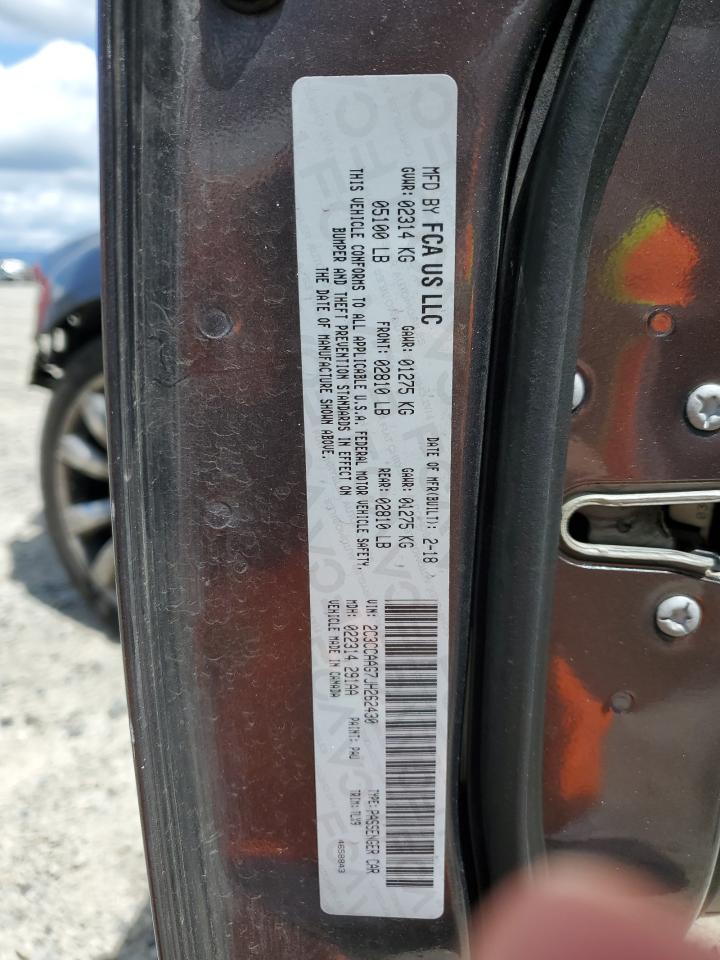 MFD BY FCA US LLC
DATE OF MFR(BUILT): 2-18
GVWR: 02314 KG
GAWR: 01275 KG
GAWR: 01275 KG
05100 LB
FRONT: 02810 LB
REAR: 02810 LB
THIS VEHICLE CONFORMS TO ALL APPLICABLE U.S.A. FEDERAL MOTOR VEHICLE SAFETY,
BUMPER AND THEFT PREVENTION STANDARDS IN EFFECT ON
THE DATE OF MANUFACTURE SHOWN ABOVE.
VIN: 2C3CCAAG7JH262430
TYPE: PASSENGER CAR
MDH: 022314 291AA
PAINT: PAU
TRIM: MLX9
VEHICLE MADE IN CANADA
4658843